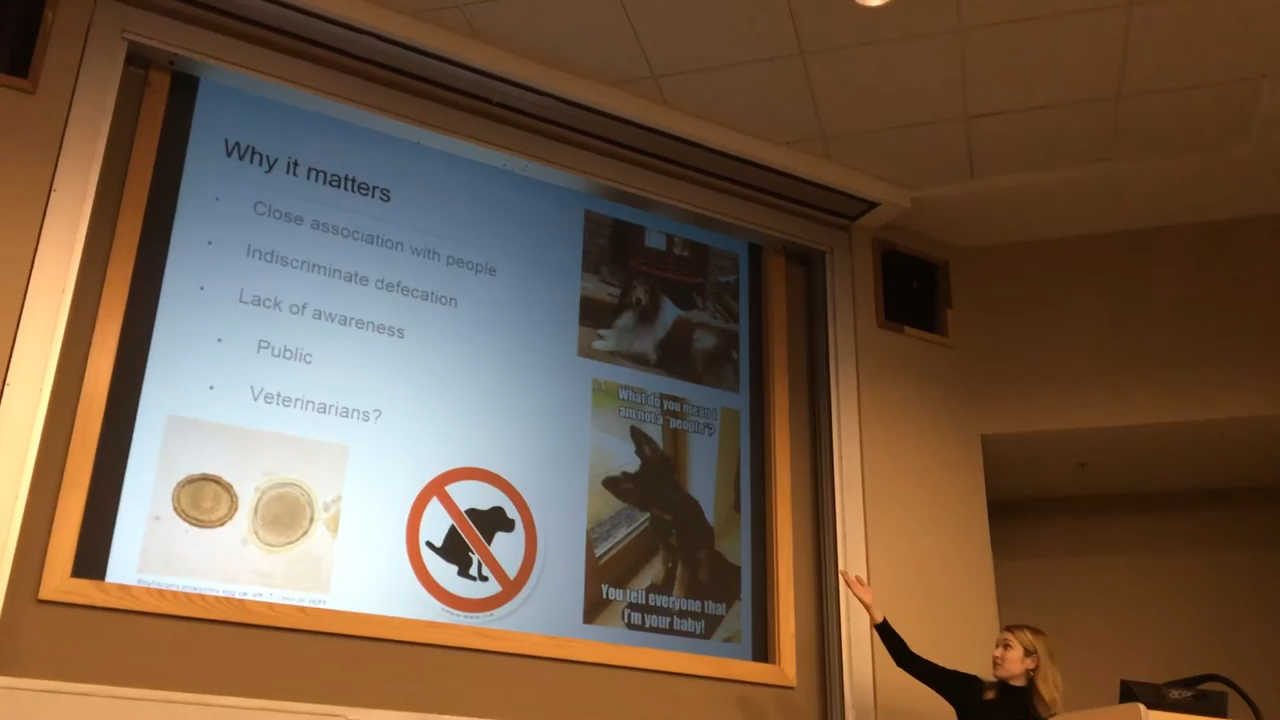 Why it matters
Close association with people
Indiscriminate defecation
Lack of awareness
Public
Veterinarians?
What do you mean I
am not a "people"?
You tell everyone that
I'm your baby!
acer